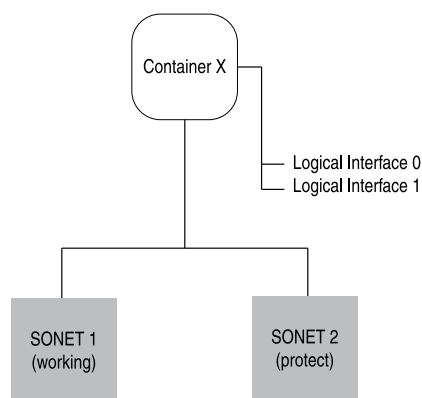 Container X
Logical Interface 0
Logical Interface 1
SONET 1
(working)
SONET 2
(protect)